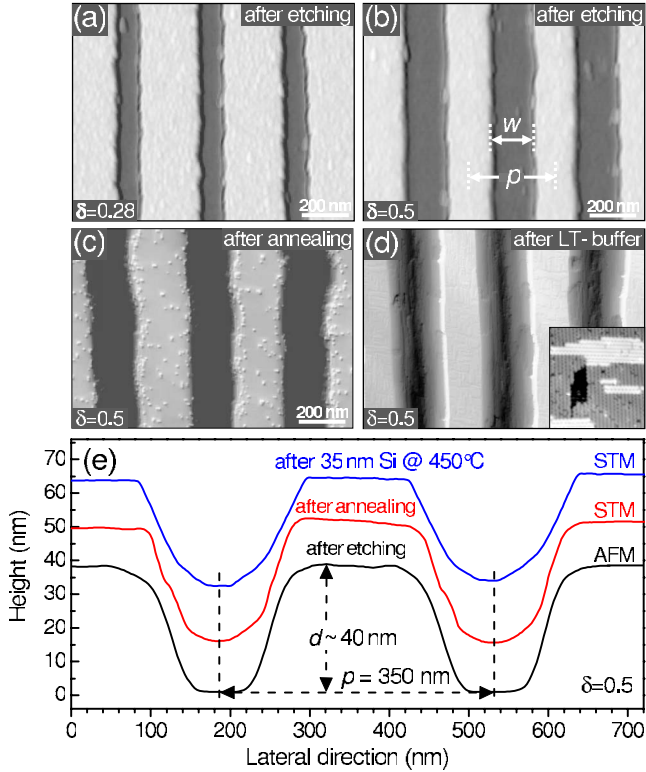 (a) after etching
δ=0.28 200 nm
(b) after etching
w
p
δ=0.5 200 nm
(c) after annealing
δ=0.5 200 nm
(d) after LT-buffer
δ=0.5
(e) after 35 nm Si @ 450°C STM
after annealing STM
after etching AFM
d ~ 40 nm
p = 350 nm
δ=0.5
70
60
50
40
30
20
10
0
Height (nm)
0 100 200 300 400 500 600 700
Lateral direction (nm)